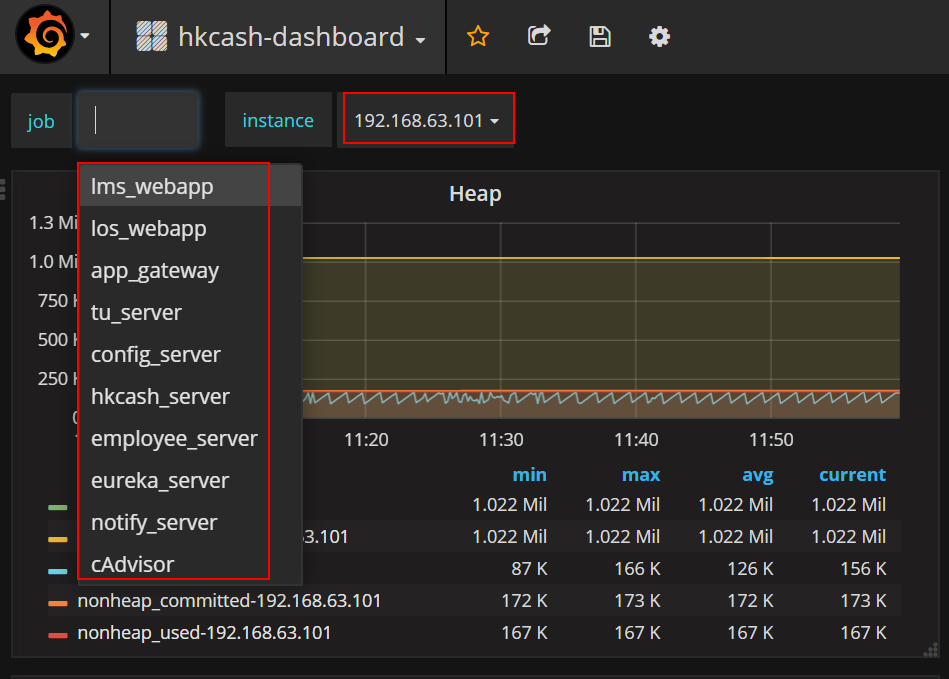 hkcash-dashboard
job instance 192.168.63.101
lms_webapp
los_webapp
app_gateway
tu_server
config_server
hkcash_server
employee_server
eureka_server
notify_server
cAdvisor
Heap
1.3 Mi
1.0 Mi
750
500
250
0
11:20 11:30 11:40 11:50
min max avg current
1.022 Mil 1.022 Mil 1.022 Mil 1.022 Mil
3.101 1.022 Mil 1.022 Mil 1.022 Mil 1.022 Mil
87 K 166 K 126 K 156 K
nonheap_committed-192.168.63.101 172 K 173 K 172 K 173 K
nonheap_used-192.168.63.101 167 K 167 K 167 K 167 K